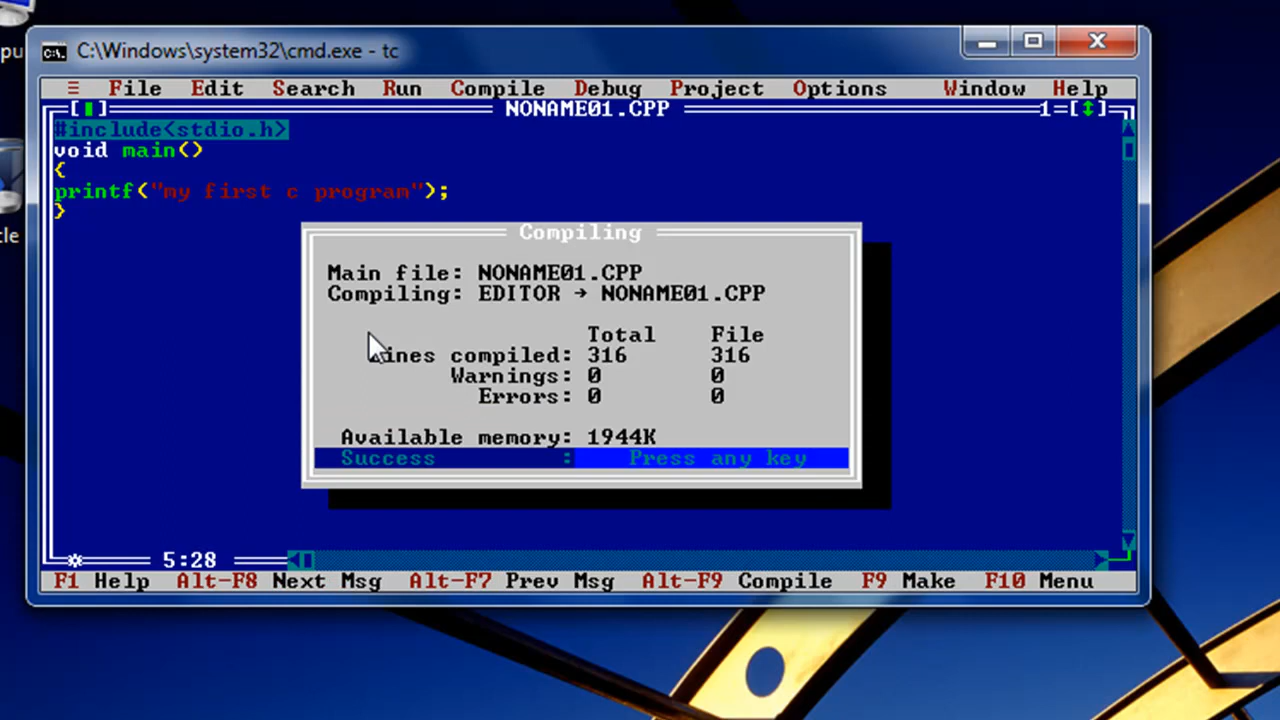 pu
C:\Windows\system32\cmd.exe - tc
≡ File Edit Search Run Compile Debug Project Options Window Help
NONAME01.CPP 1=[↕]
#include<stdio.h>
void main()
{
printf("my first c program");
}
cle
Compiling
Main file: NONAME01.CPP
Compiling: EDITOR → NONAME01.CPP
Total File
Lines compiled: 316 316
Warnings: 0 0
Errors: 0 0
Available memory: 1944K
Success : Press any key
5:28
F1 Help Alt-F8 Next Msg Alt-F7 Prev Msg Alt-F9 Compile F9 Make F10 Menu